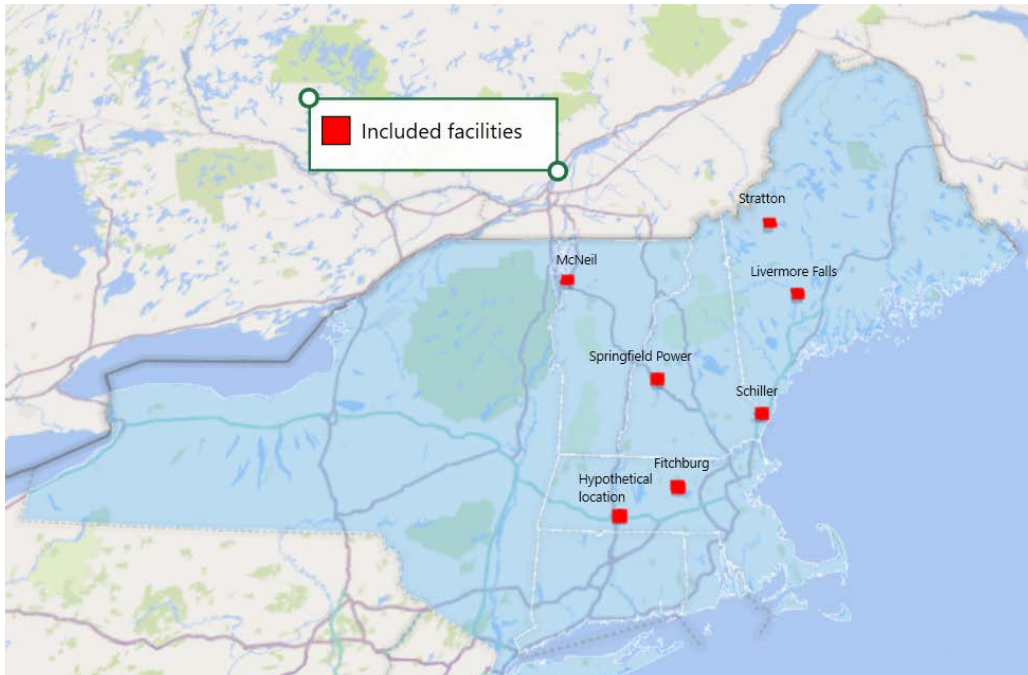 Included facilities
Stratton
McNeil
Livermore Falls
Springfield Power
Schiller
Fitchburg
Hypothetical
location